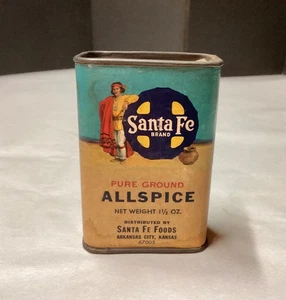 Santa Fe
BRAND
PURE GROUND
ALLSPICE
NET WEIGHT 1½ OZ.
DISTRIBUTED BY
SANTA FE FOODS
ARKANSAS CITY, KANSAS
67005